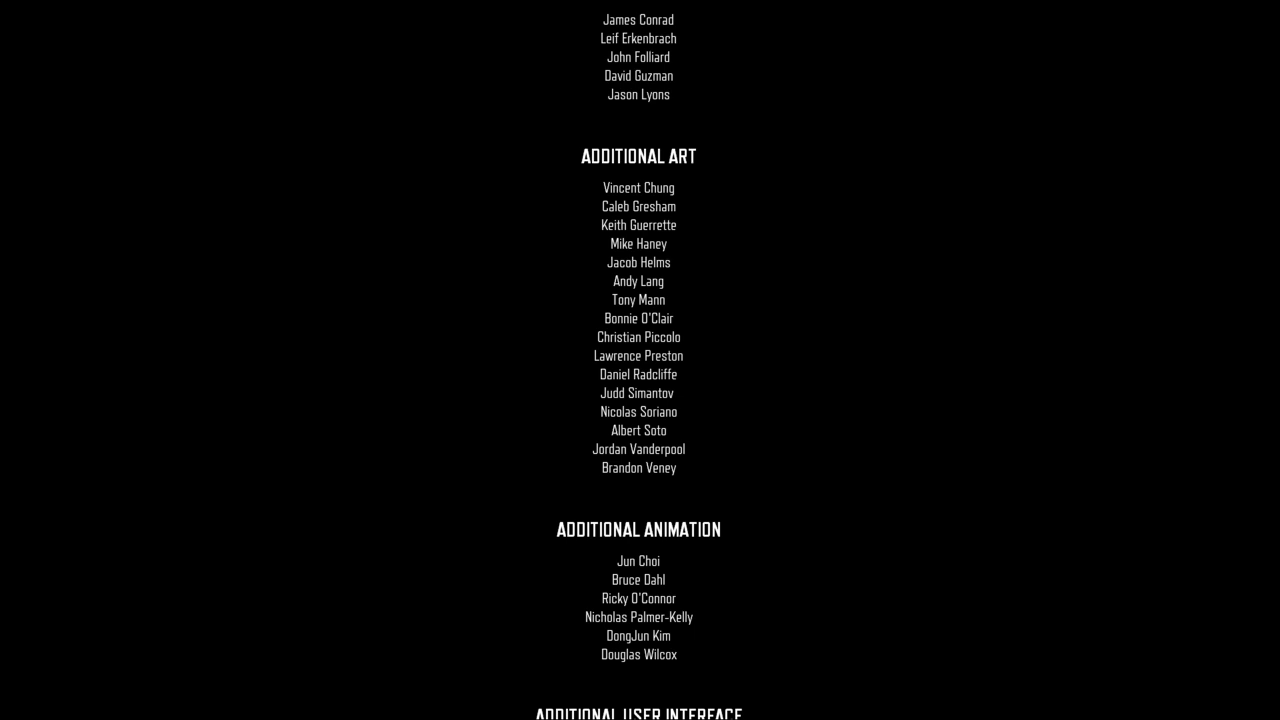 James Conrad
Leif Erkenbrach
John Folliard
David Guzman
Jason Lyons
ADDITIONAL ART
Vincent Chung
Caleb Gresham
Keith Guerrette
Mike Haney
Jacob Helms
Andy Lang
Tony Mann
Bonnie O'Clair
Christian Piccolo
Lawrence Preston
Daniel Radcliffe
Judd Simantov
Nicolas Soriano
Albert Soto
Jordan Vanderpool
Brandon Veney
ADDITIONAL ANIMATION
Jun Choi
Bruce Dahl
Ricky O'Connor
Nicholas Palmer-Kelly
DongJun Kim
Douglas Wilcox
ADDITIONAL USER INTERFACE